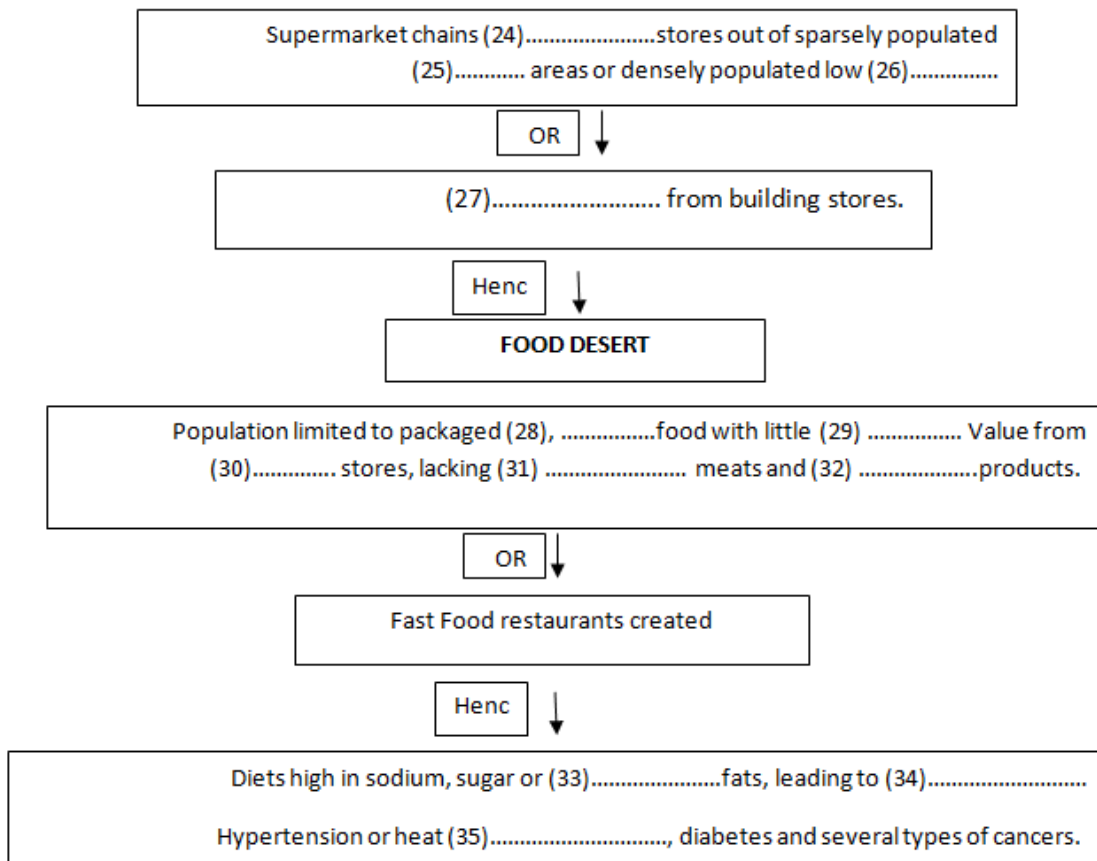 Supermarket chains (24)........................stores out of sparsely populated
(25)............ areas or densely populated low (26)................
OR
(27).......................... from building stores.
Henc
FOOD DESERT
Population limited to packaged (28), ................food with little (29) ................ Value from
(30).............. stores, lacking (31) ........................ meats and (32) ....................products.
OR
Fast Food restaurants created
Henc
Diets high in sodium, sugar or (33)......................fats, leading to (34)...........................
Hypertension or heat (35)............................, diabetes and several types of cancers.